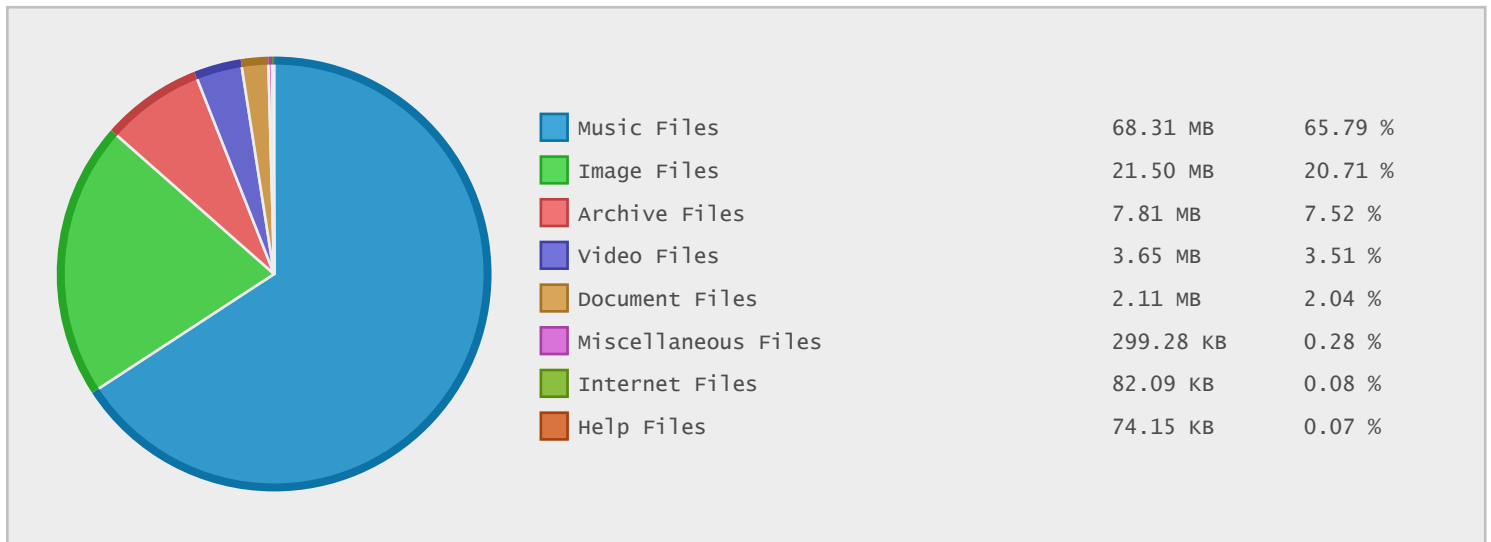 Music Files 68.31 MB 65.79 %
Image Files 21.50 MB 20.71 %
Archive Files 7.81 MB 7.52 %
Video Files 3.65 MB 3.51 %
Document Files 2.11 MB 2.04 %
Miscellaneous Files 299.28 KB 0.28 %
Internet Files 82.09 KB 0.08 %
Help Files 74.15 KB 0.07 %